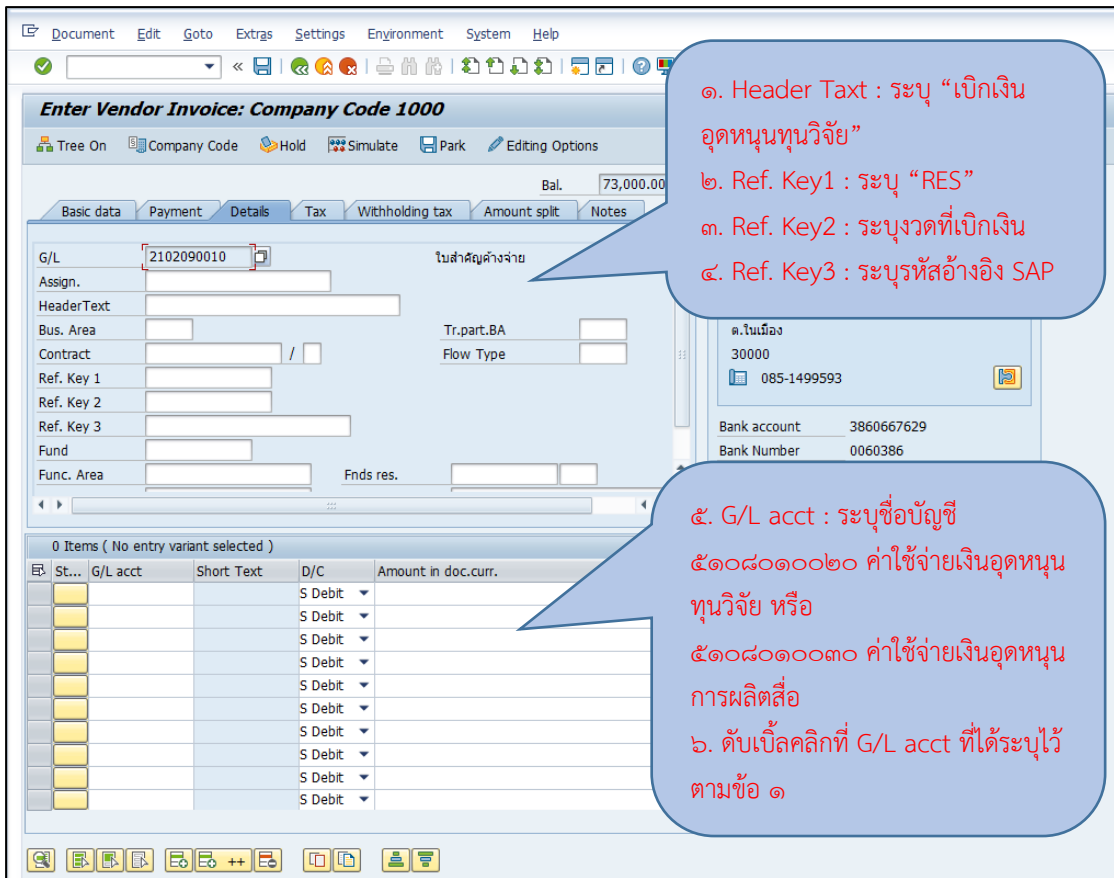 Document Edit Goto Extras Settings Environment System Help
Enter Vendor Invoice: Company Code 1000
Tree On Company Code Hold Simulate Park Editing Options
Bal. 73,000.00
Basic data Payment Details Tax Withholding tax Amount split Notes
G/L 2102090010 ใบสำคัญค้างจ่าย
Assign.
HeaderText
Bus. Area Tr.part.BA
Contract / Flow Type
Ref. Key 1
Ref. Key 2
Ref. Key 3
Fund
Func. Area Fnds res.
๑. Header Taxt : ระบุ “เบิกเงิน
อุดหนุนทุนวิจัย”
๒. Ref. Key1 : ระบุ “RES”
๓. Ref. Key2 : ระบุงวดที่เบิกเงิน
๔. Ref. Key3 : ระบุรหัสอ้างอิง SAP
ต.ในเมือง
30000
085-1499593
Bank account 3860667629
Bank Number 0060386
0 Items ( No entry variant selected )
St... G/L acct Short Text D/C Amount in doc.curr.
S Debit
S Debit
S Debit
S Debit
S Debit
S Debit
S Debit
S Debit
S Debit
S Debit
๕. G/L acct : ระบุชื่อบัญชี
๕๑๐๘๐๑๐๐๒๐ ค่าใช้จ่ายเงินอุดหนุน
ทุนวิจัย หรือ
๕๑๐๘๐๑๐๐๓๐ ค่าใช้จ่ายเงินอุดหนุน
การผลิตสื่อ
๖. ดับเบิ้ลคลิกที่ G/L acct ที่ได้ระบุไว้
ตามข้อ ๑